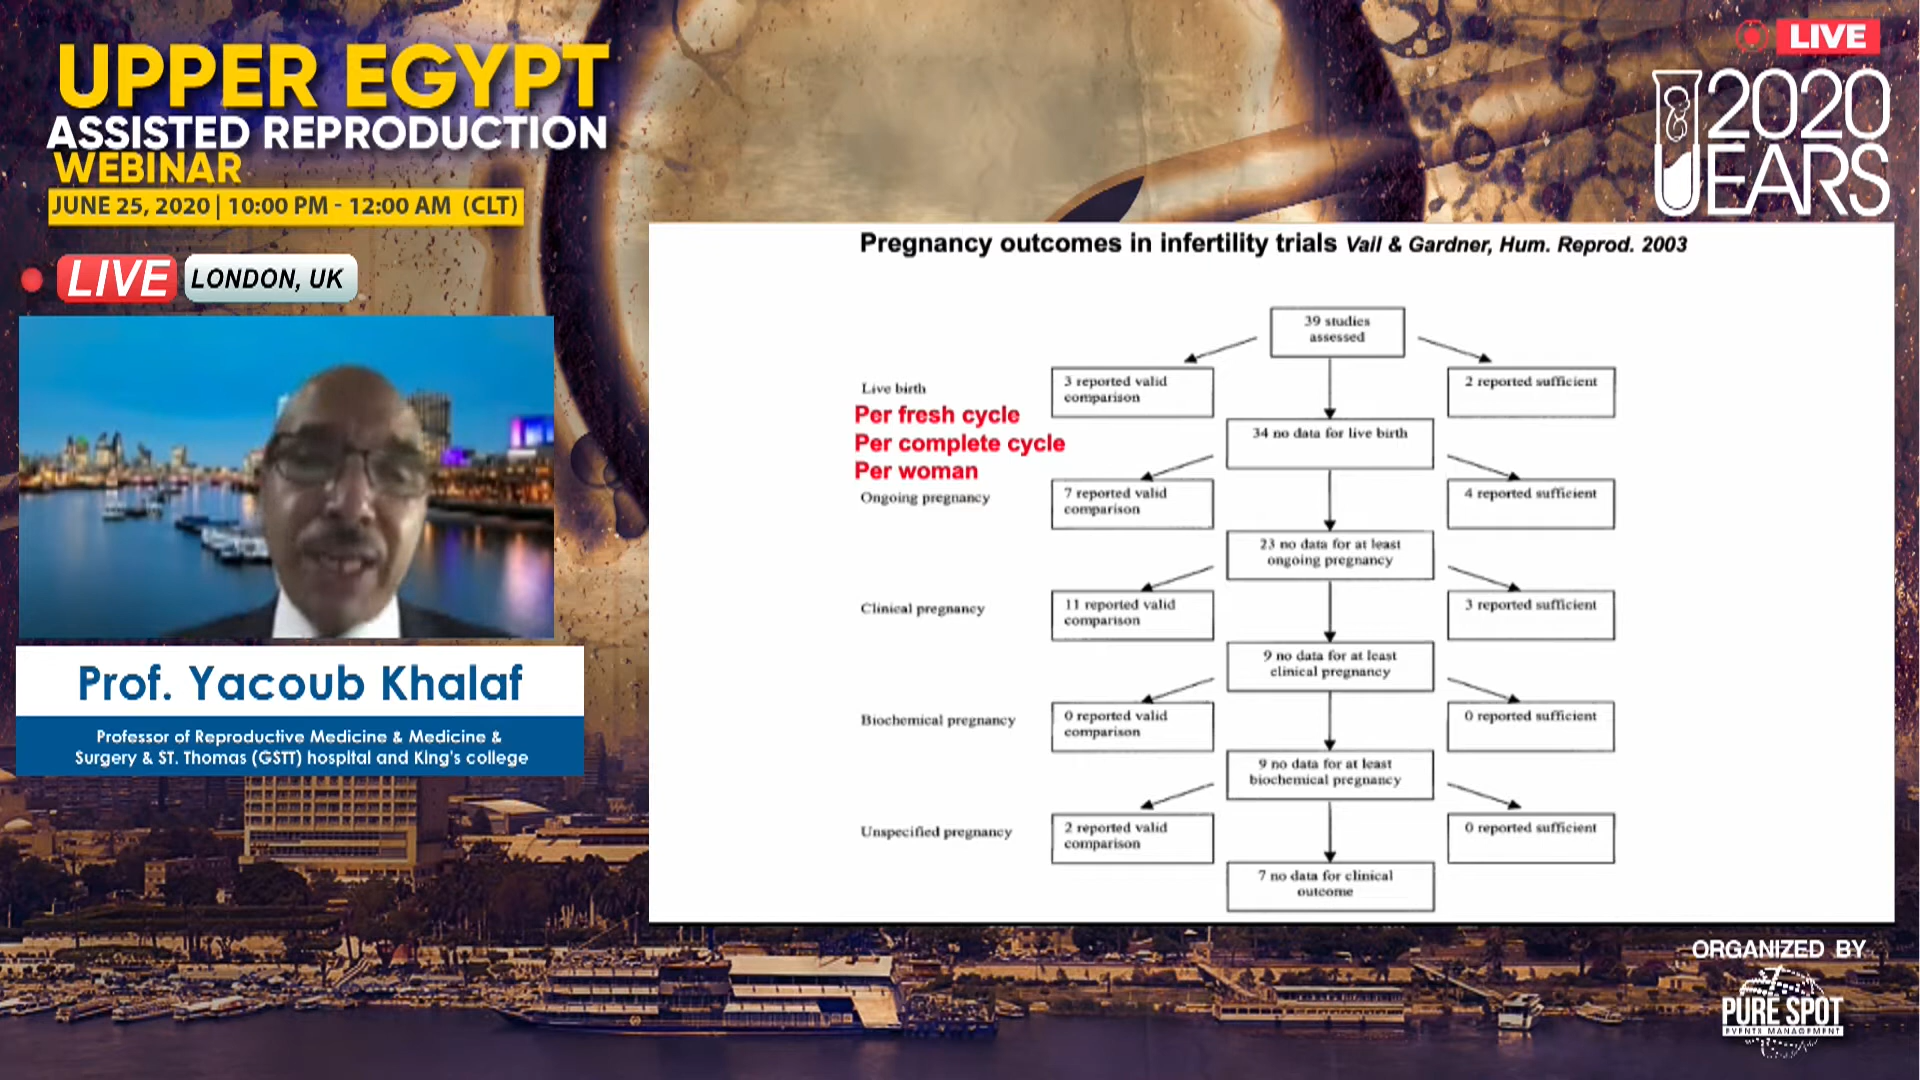 UPPER EGYPT
ASSISTED REPRODUCTION
WEBINAR
JUNE 25, 2020 | 10:00 PM - 12:00 AM (CLT)
LIVE
LONDON, UK
LIVE
2020
UEARS
Prof. Yacoub Khalaf
Professor of Reproductive Medicine & Medicine &
Surgery & ST. Thomas (GSTT) hospital and King's college
Pregnancy outcomes in infertility trials Vail & Gardner, Hum. Reprod. 2003
39 studies
assessed
Live birth
Per fresh cycle
Per complete cycle
Per woman
3 reported valid
comparison
2 reported sufficient
34 no data for live birth
Ongoing pregnancy
7 reported valid
comparison
4 reported sufficient
23 no data for at least
ongoing pregnancy
Clinical pregnancy
11 reported valid
comparison
3 reported sufficient
9 no data for at least
clinical pregnancy
Biochemical pregnancy
0 reported valid
comparison
0 reported sufficient
9 no data for at least
biochemical pregnancy
Unspecified pregnancy
2 reported valid
comparison
0 reported sufficient
7 no data for clinical
outcome
ORGANIZED BY
PURE SPOT
EVENTS MANAGEMENT